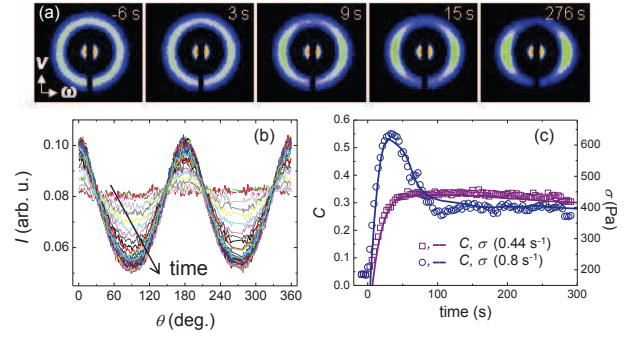 (a) -6 s 3 s 9 s 15 s 276 s
v
ω
(b)
0.10
0.08
0.06
I (arb. u.)
time
0 60 120 180 240 300 360
θ (deg.)
(c)
0.6
0.5
0.4
0.3
0.2
0.1
0.0
C
600
500
400
300
200
σ (Pa)
C, σ (0.44 s⁻¹)
C, σ (0.8 s⁻¹)
0 100 200 300
time (s)